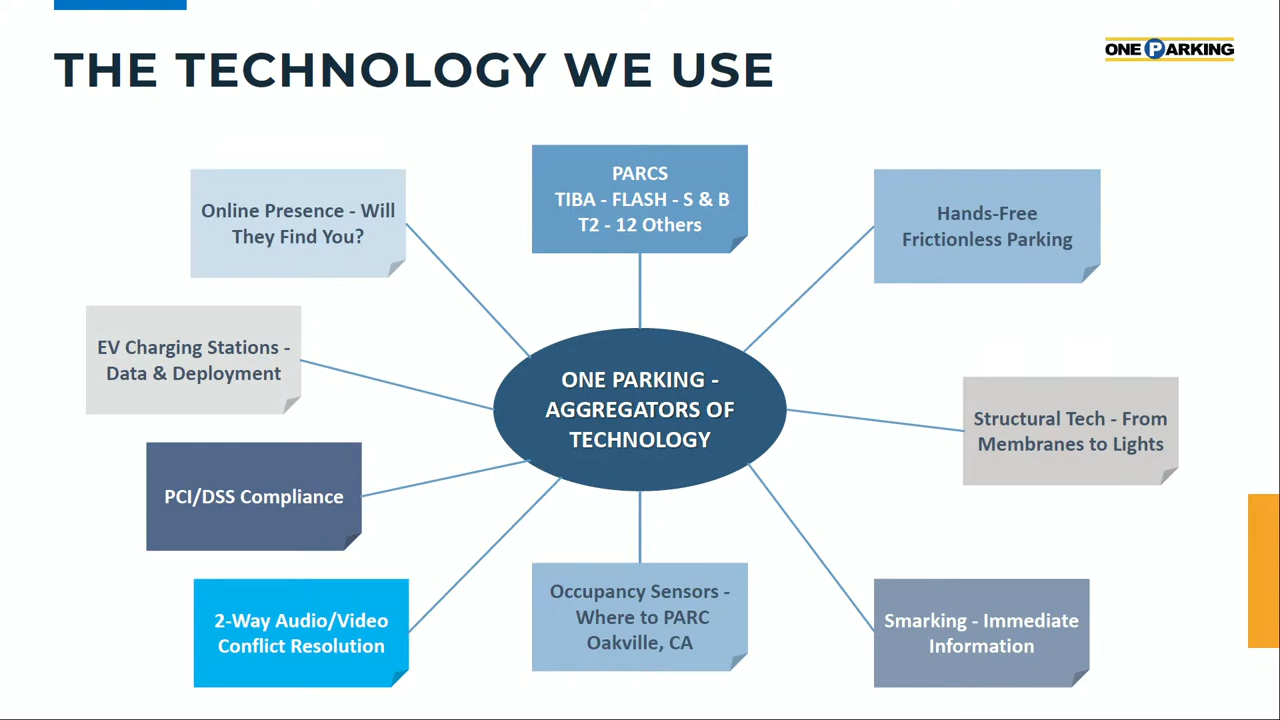 THE TECHNOLOGY WE USE
ONE PARKING
PARCS
TIBA - FLASH - S & B
T2 - 12 Others
Online Presence - Will
They Find You?
Hands-Free
Frictionless Parking
EV Charging Stations -
Data & Deployment
ONE PARKING -
AGGREGATORS OF
TECHNOLOGY
Structural Tech - From
Membranes to Lights
PCI/DSS Compliance
2-Way Audio/Video
Conflict Resolution
Occupancy Sensors -
Where to PARC
Oakville, CA
Smarking - Immediate
Information